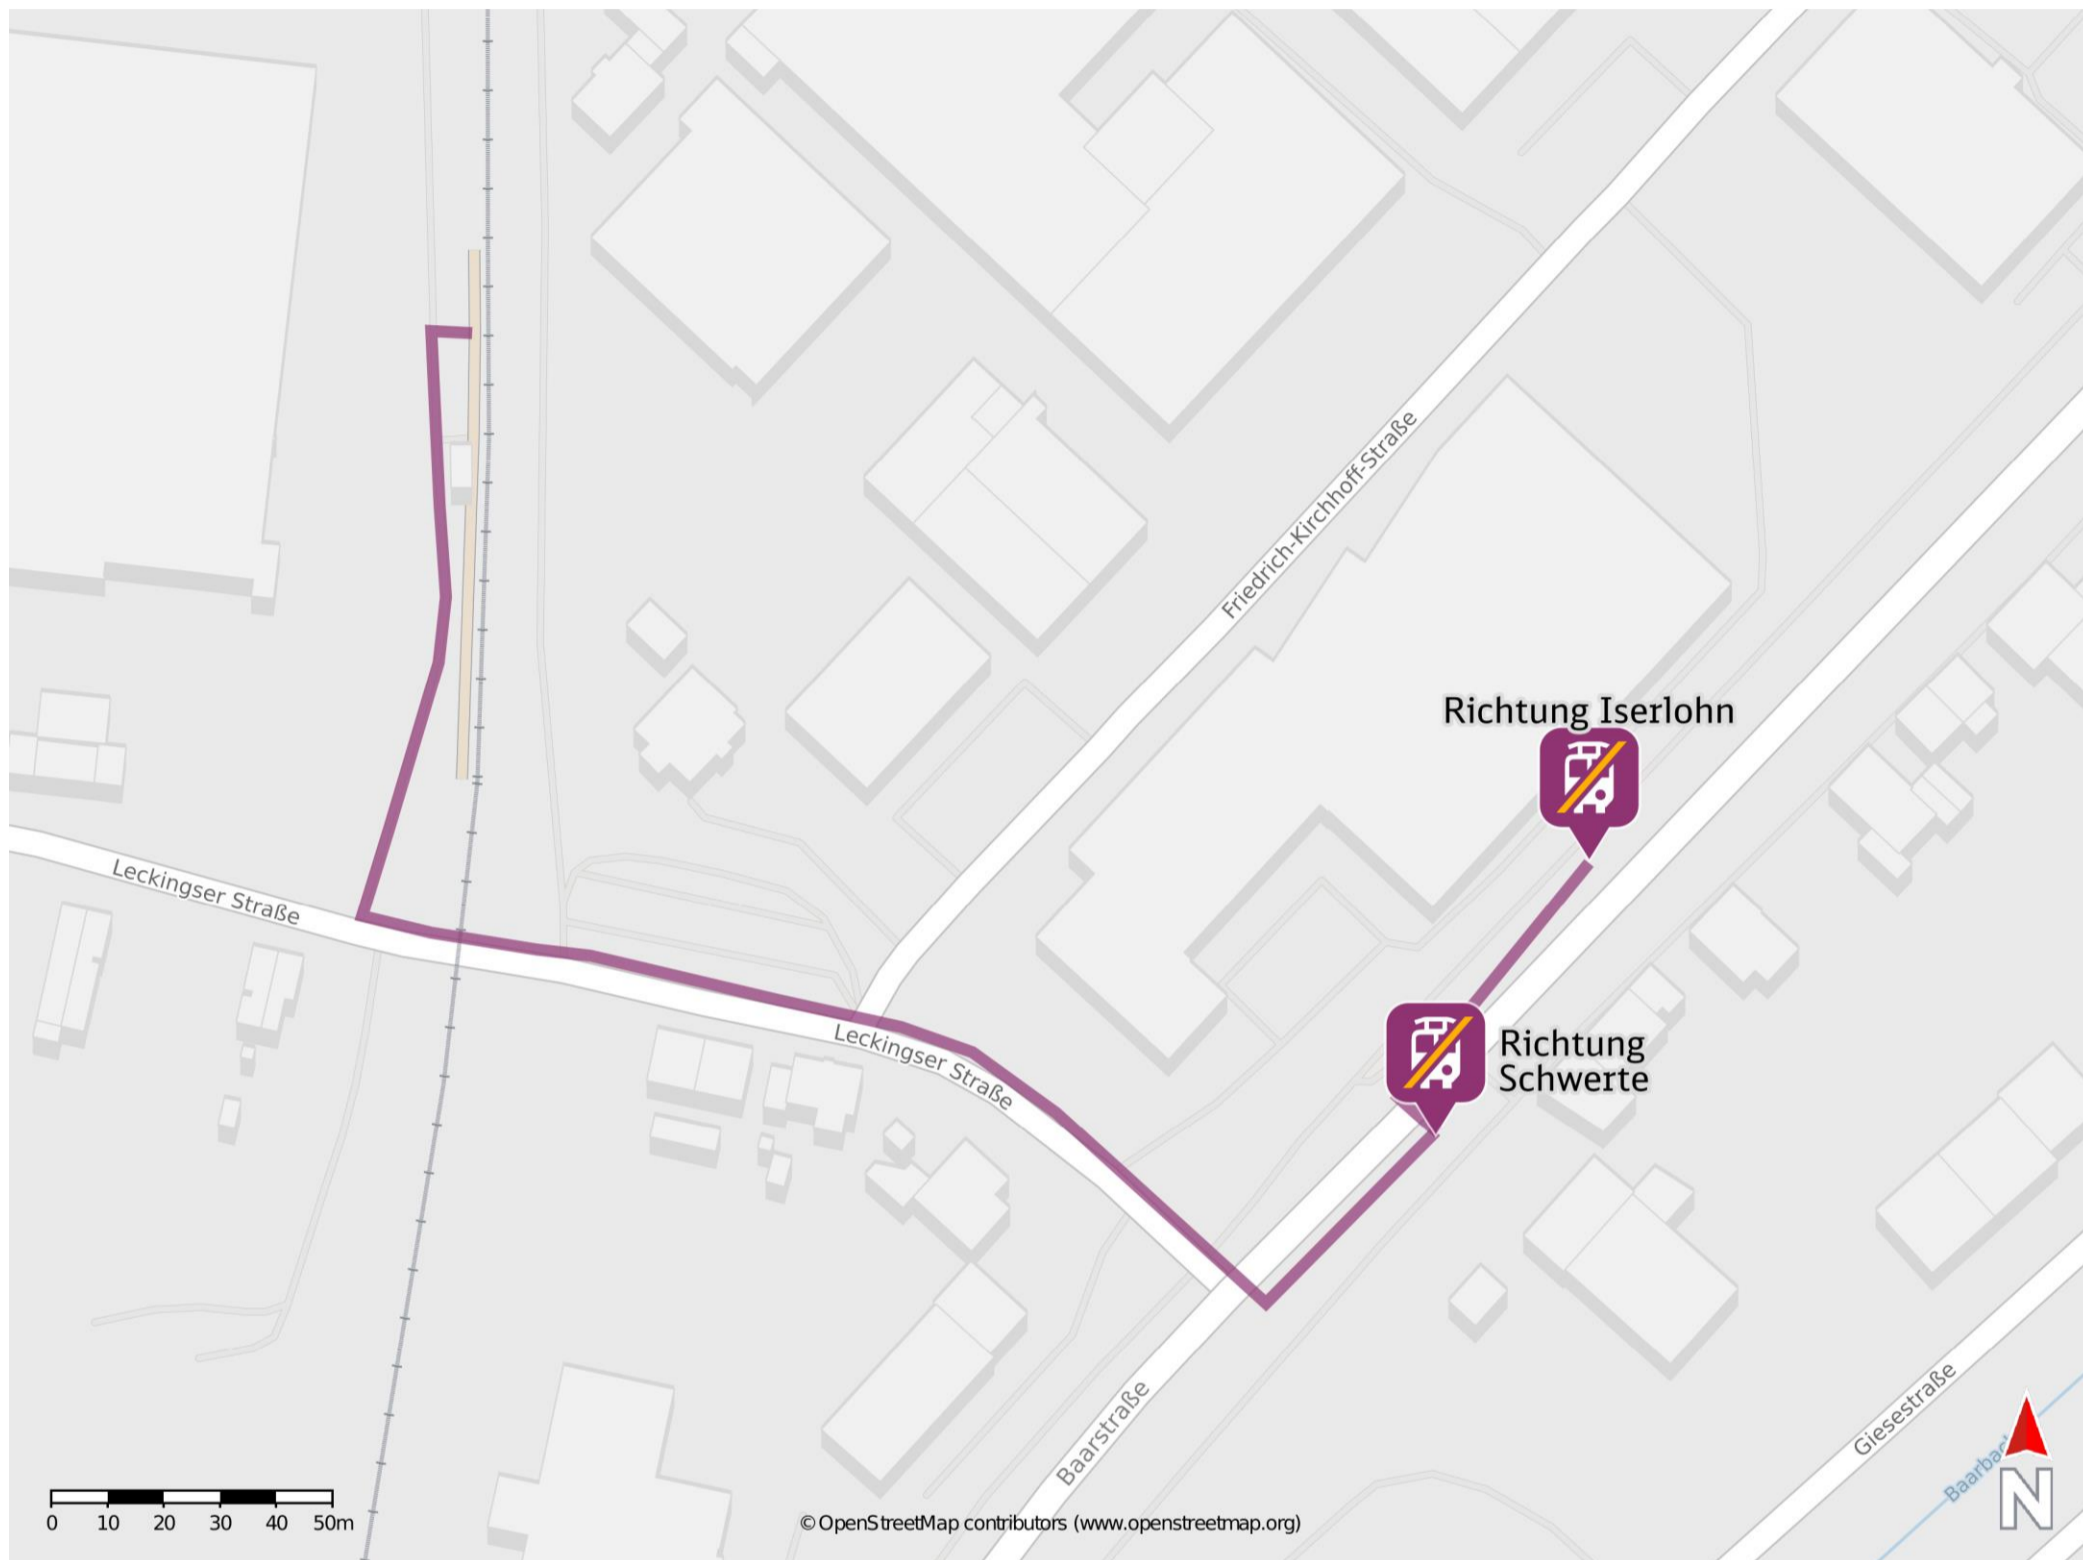 Friedrich-Kirchhoff-Straße
Richtung Iserlohn
Leckingser Straße
Leckingser Straße
Richtung
Schwerte
Baarstraße
Giesestraße
N
0 10 20 30 40 50m
© OpenStreetMap contributors (www.openstreetmap.org)